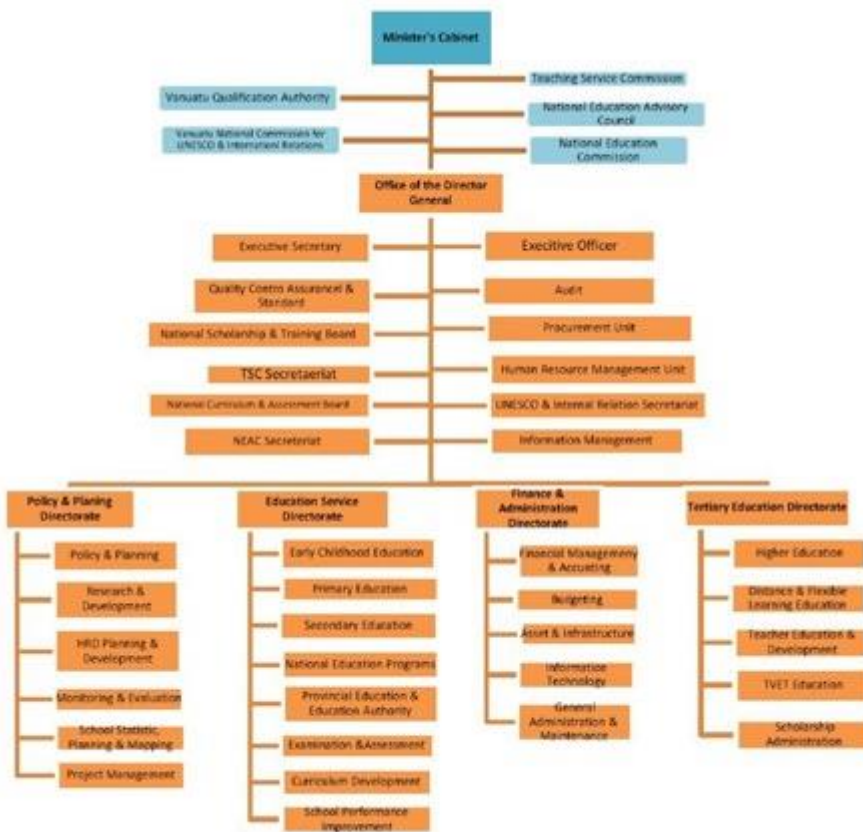 Minister's Cabinet
Teaching Service Commission
Vanuatu Qualification Authority
National Education Advisory
Council
Vanuatu National Commission for
UNESCO & International Relations
National Education
Commission
Office of the Director
General
Executive Secretary
Execitive Officer
Quality Contro Assurancel &
Standard
Audit
National Scholarship & Training Board
Procurement Unit
TSC Secretaeriat
Human Resource Management Unit
National Curriculum & Assessment Board
UNESCO & Internal Relation Secretariat
NEAC Secreteriat
Information Management
Policy & Planing
Directorate
Policy & Planning
Research &
Development
HRD Planning &
Development
Monitoring & Evaluation
School Statistic,
Planning & Mapping
Project Management
Education Service
Directorate
Early Childhood Education
Primary Education
Secondary Education
National Education Programs
Provincial Education &
Education Authority
Examination &Assessment
Curriculum Development
School Performance
Improvement
Finance &
Administration
Directorate
Financial Managemeny
& Accusting
Budgeting
Asset & Infrastructure
Information
Technology
General
Administration &
Maintenance
Tertiary Education Directorate
Higher Education
Distance & Flexible
Learning Education
Teacher Education &
Development
TVET Education
Scholarship
Administration